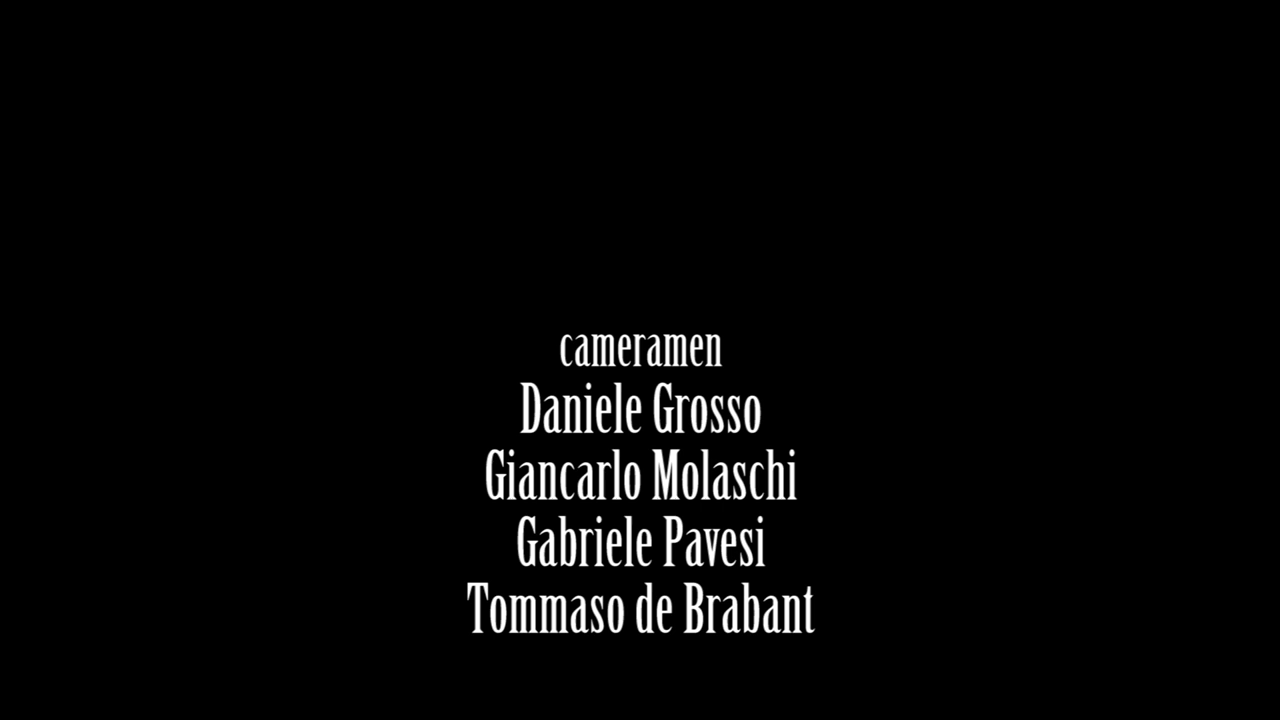 cameramen
Daniele Grosso
Giancarlo Molaschi
Gabriele Pavesi
Tommaso de Brabant